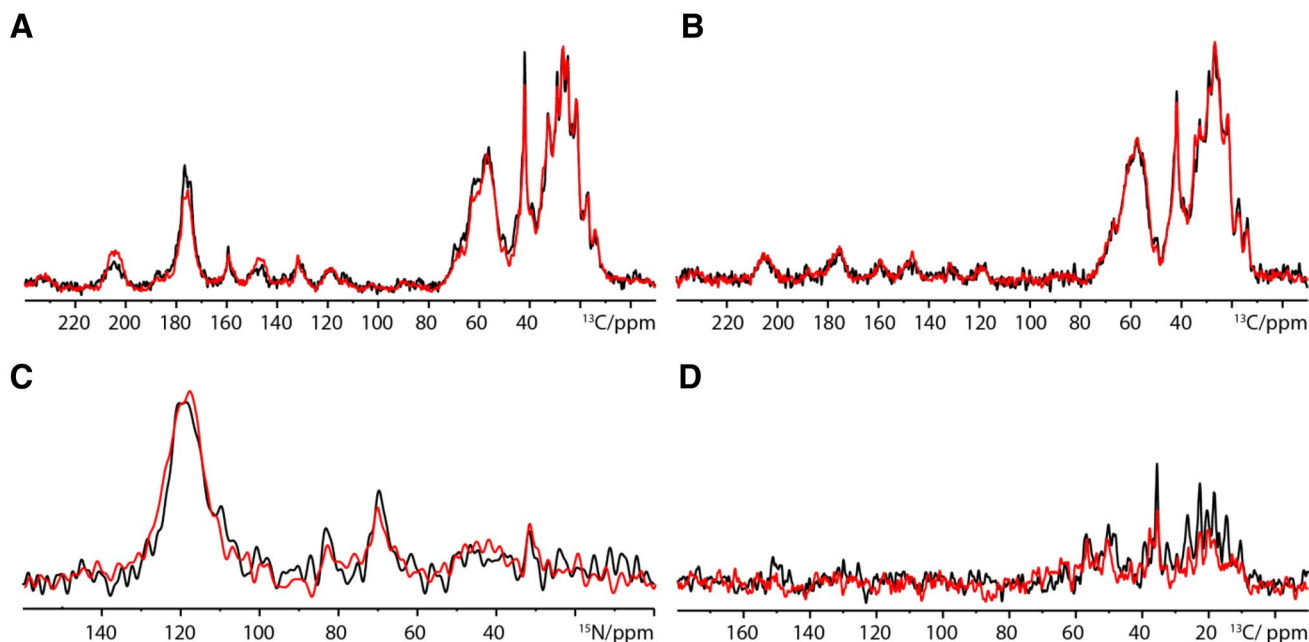 A
B
220 200 180 160 140 120 100 80 60 40 ¹³C/ppm
220 200 180 160 140 120 100 80 60 40 ¹³C/ppm
C
D
140 120 100 80 60 40 ¹⁵N/ppm
160 140 120 100 80 60 40 20 ¹³C/ppm